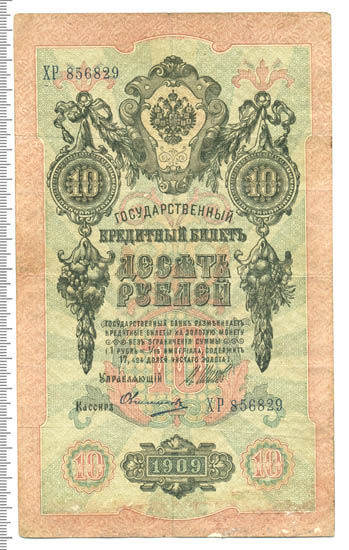 ХР 856829
10 10
ГОСУДАРСТВЕННЫЙ
КРЕДИТНЫЙ БИЛЕТЪ
ДЕСЯТЬ
РУБЛЕЙ
ГОСУДАРСТВЕННЫЙ БАНКЪ РАЗМѢНИВАЕТЪ
КРЕДИТНЫЕ БИЛЕТЫ НА ЗОЛОТУЮ МОНЕТУ
БЕЗЪ ОГРАНИЧЕНІЯ СУММЫ
(1 РУБЛЬ = 1/15 ИМПЕРІАЛА, СОДЕРЖИТЪ
17,424 ДОЛЕЙ ЧИСТАГО ЗОЛОТА)
УПРАВЛЯЮЩІЙ
КАССИРЪ
ХР 856829
10 1909 10